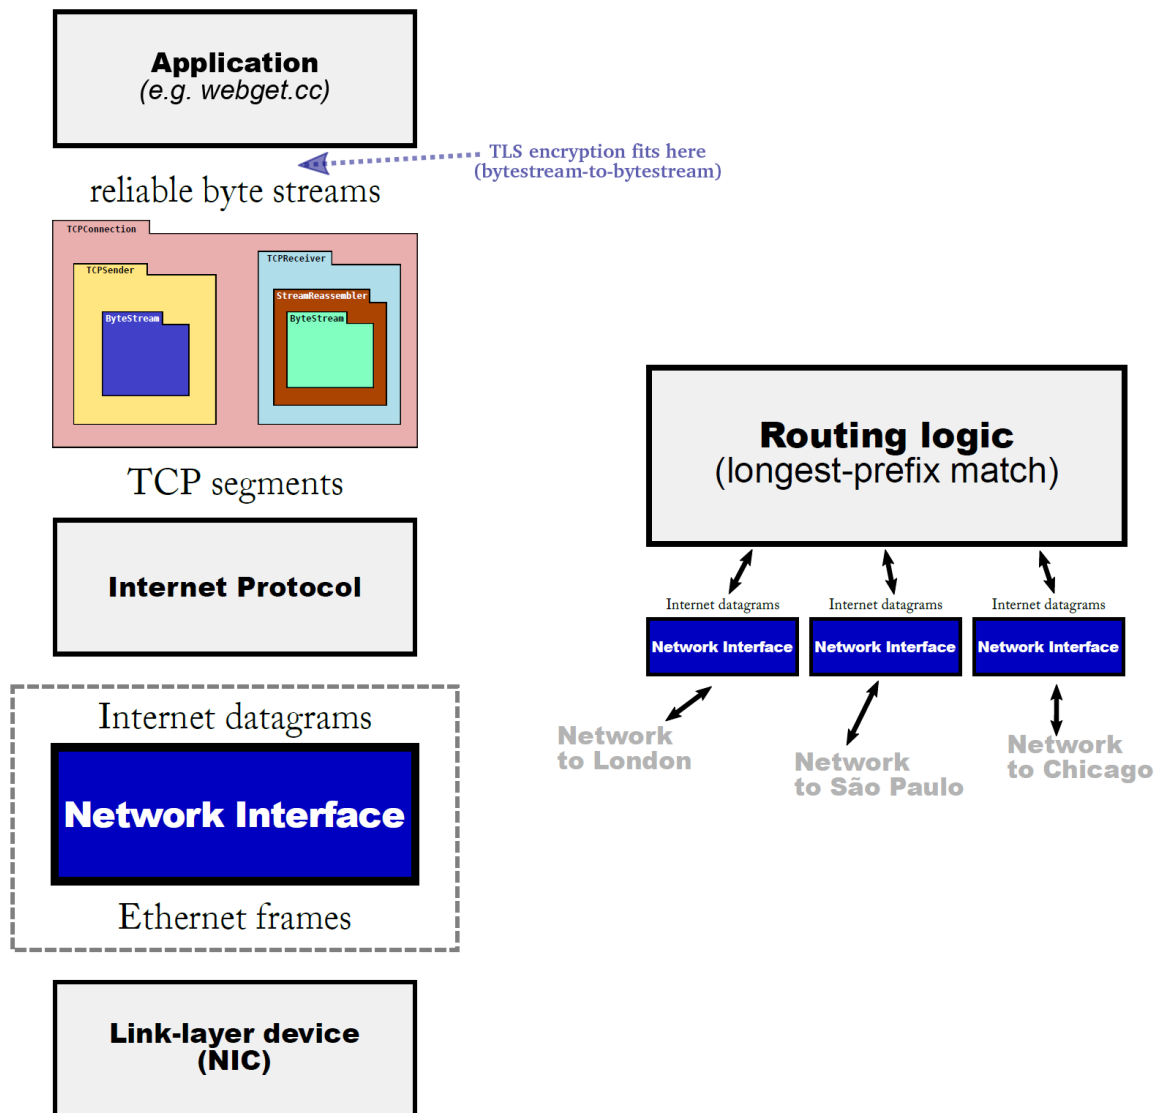 Application
(e.g. webget.cc)
TLS encryption fits here
(bytestream-to-bytestream)
reliable byte streams
TCPConnection
TCPSender
ByteStream
TCPReceiver
StreamReassembler
ByteStream
TCP segments
Internet Protocol
Internet datagrams
Network Interface
Ethernet frames
Link-layer device
(NIC)
Routing logic
(longest-prefix match)
Internet datagrams
Internet datagrams
Internet datagrams
Network Interface
Network Interface
Network Interface
Network
to London
Network
to São Paulo
Network
to Chicago